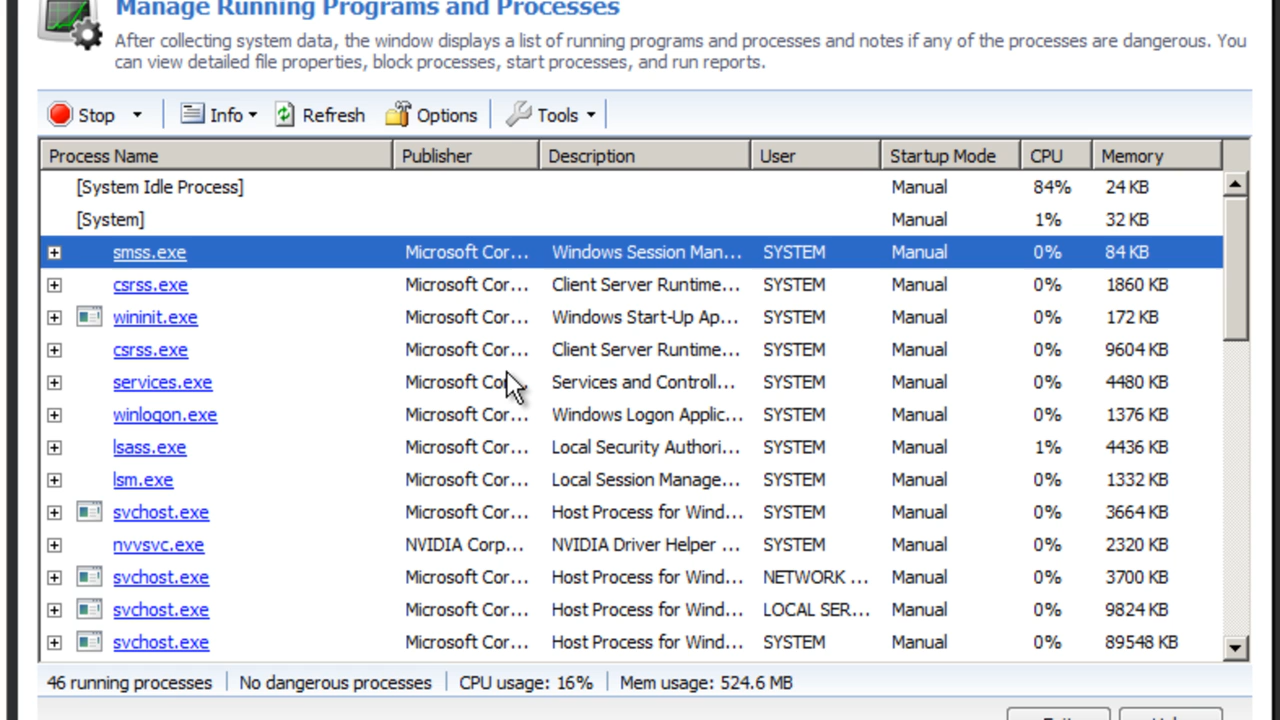 Manage Running Programs and Processes
After collecting system data, the window displays a list of running programs and processes and notes if any of the processes are dangerous. You
can view detailed file properties, block processes, start processes, and run reports.
Stop Info Refresh Options Tools
Process Name Publisher Description User Startup Mode CPU Memory
[System Idle Process] Manual 84% 24 KB
[System] Manual 1% 32 KB
smss.exe Microsoft Cor... Windows Session Man... SYSTEM Manual 0% 84 KB
csrss.exe Microsoft Cor... Client Server Runtime... SYSTEM Manual 0% 1860 KB
wininit.exe Microsoft Cor... Windows Start-Up Ap... SYSTEM Manual 0% 172 KB
csrss.exe Microsoft Cor... Client Server Runtime... SYSTEM Manual 0% 9604 KB
services.exe Microsoft Co Services and Controll... SYSTEM Manual 0% 4480 KB
winlogon.exe Microsoft Cor... Windows Logon Applic... SYSTEM Manual 0% 1376 KB
lsass.exe Microsoft Cor... Local Security Authori... SYSTEM Manual 1% 4436 KB
lsm.exe Microsoft Cor... Local Session Manage... SYSTEM Manual 0% 1332 KB
svchost.exe Microsoft Cor... Host Process for Wind... SYSTEM Manual 0% 3664 KB
nvvsvc.exe NVIDIA Corp... NVIDIA Driver Helper ... SYSTEM Manual 0% 2320 KB
svchost.exe Microsoft Cor... Host Process for Wind... NETWORK ... Manual 0% 3700 KB
svchost.exe Microsoft Cor... Host Process for Wind... LOCAL SER... Manual 0% 9824 KB
svchost.exe Microsoft Cor... Host Process for Wind... SYSTEM Manual 0% 89548 KB
46 running processes No dangerous processes CPU usage: 16% Mem usage: 524.6 MB